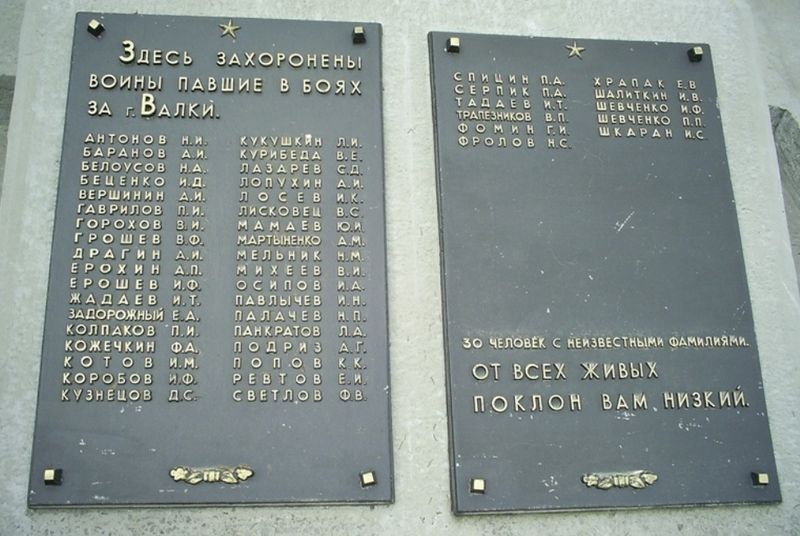 Здесь захоронены
воины павшие в боях
за г. Валки.
АНТОНОВ Н.И.
БАРАНОВ А.И.
БЕЛОУСОВ Н.А.
БЕЦЕНКО И.Д.
ВЕРШИНИН А.И.
ГАВРИЛОВ П.И.
ГОРОХОВ З.И.
ГРОШЕВ В.Ф.
ДРАГИН А.И.
ЕРОХИН А.П.
ЕРОШЕВ И.Ф.
ЖАДАЕВ И.Т.
ЗАДОРОЖНЫЙ Е.А.
КОЛПАКОВ П.И.
КОЖЕЧКИН Ф.А.
КОТОВ И.М.
КОРОБОВ И.Ф.
КУЗНЕЦОВ Д.С.
КУКУШКИН Л.И.
КУРИБЕДА В.Е.
ЛАЗАРЕВ С.Д.
ЛОПУХИН А.И.
ЛОСЕВ И.К.
ЛИСКОВЕЦ В.С.
МАМАЕВ Ю.И.
МАРТЫНЕНКО А.М.
МЕЛЬНИК Н.М.
МИХЕЕВ В.И.
ОСИПОВ И.А.
ПАВЛЫЧЕВ И.Н.
ПАЛАЧЕВ Н.П.
ПАНКРАТОВ Л.А.
ПОДРИЗ А.Г.
ПОПОВ К.К.
РЕВТОВ Е.И.
СВЕТЛОВ Ф.В.
СПИЦИН П.А.
СЕРПИК П.А.
ТАДАЕВ И.Т.
ТРАПЕЗНИКОВ В.П.
ФОМИН Г.И.
ФРОЛОВ Н.С.
ХРАПАК Е.В
ШАЛИТКИН И.В.
ШЕВЧЕНКО И.Ф.
ШЕВЧЕНКО П.П.
ШКАРАН И.С.
30 ЧЕЛОВЕК С НЕИЗВЕСТНЫМИ ФАМИЛИЯМИ.
ОТ ВСЕХ ЖИВЫХ
ПОКЛОН ВАМ НИЗКИЙ.